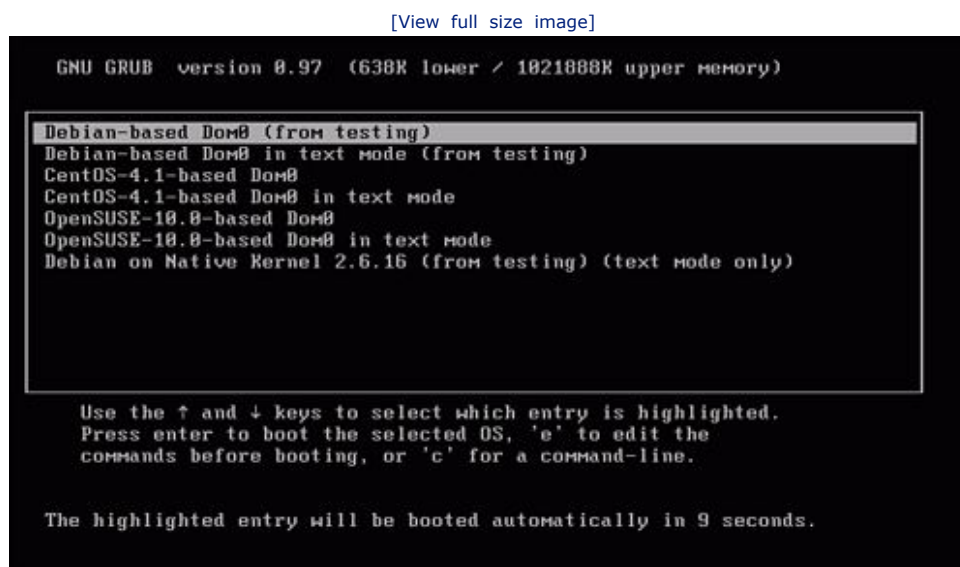 [View full size image]
GNU GRUB version 0.97 (638K lower / 1021888K upper memory)
Debian-based Dom0 (from testing)
Debian-based Dom0 in text mode (from testing)
CentOS-4.1-based Dom0
CentOS-4.1-based Dom0 in text mode
OpenSUSE-10.0-based Dom0
OpenSUSE-10.0-based Dom0 in text mode
Debian on Native Kernel 2.6.16 (from testing) (text mode only)
Use the ↑ and ↓ keys to select which entry is highlighted.
Press enter to boot the selected OS, 'e' to edit the
commands before booting, or 'c' for a command-line.
The highlighted entry will be booted automatically in 9 seconds.